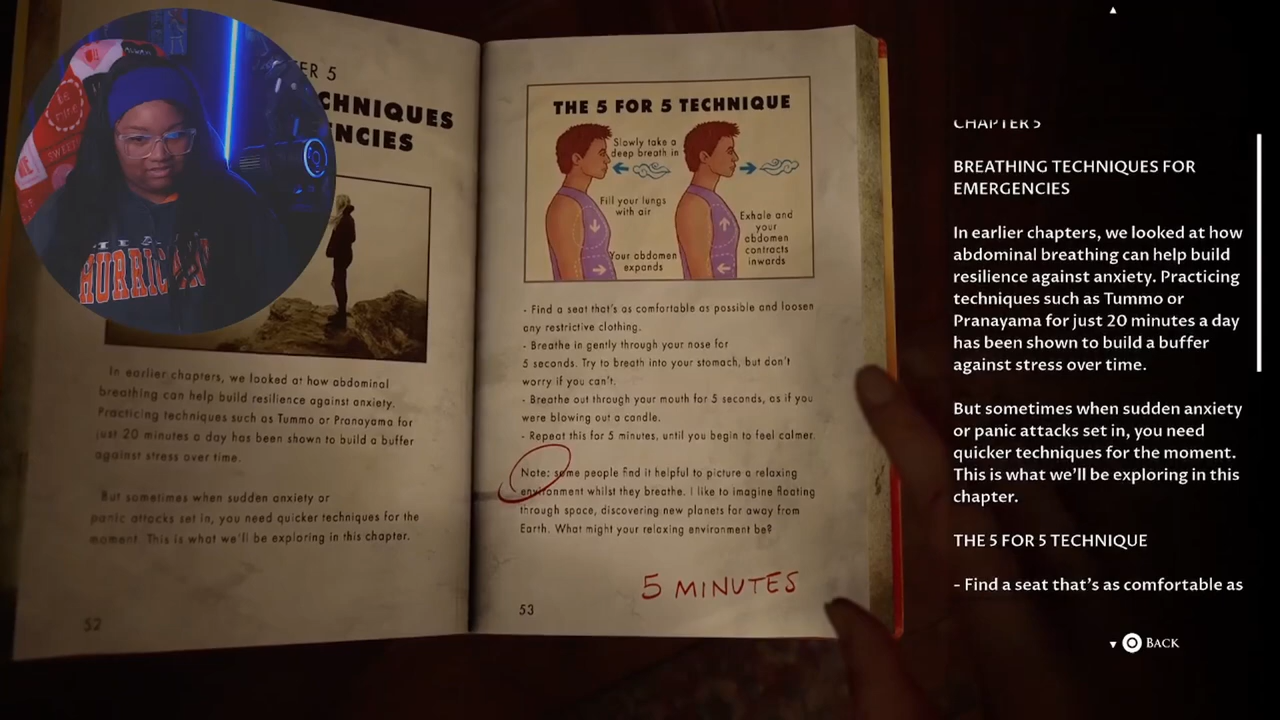 TER 5
CHNIQUES
ENCIES
In earlier chapters, we looked at how abdominal
breathing can help build resilience against anxiety.
Practicing techniques such as Tummo or Pranayama for
just 20 minutes a day has been shown to build a buffer
against stress over time.
But sometimes when sudden anxiety or
panic attacks set in, you need quicker techniques for the
moment. This is what we'll be exploring in this chapter.
52
THE 5 FOR 5 TECHNIQUE
Slowly take a
deep breath in
Fill your lungs
with air
Your abdomen
expands
Exhale and
your
abdomen
contracts
inwards
- Find a seat that's as comfortable as possible and loosen
any restrictive clothing.
- Breathe in gently through your nose for
5 seconds. Try to breath into your stomach, but don't
worry if you can't.
- Breathe out through your mouth for 5 seconds, as if you
were blowing out a candle.
- Repeat this for 5 minutes, until you begin to feel calmer.
Note: some people find it helpful to picture a relaxing
environment whilst they breathe. I like to imagine floating
through space, discovering new planets far away from
Earth. What might your relaxing environment be?
5 MINUTES
53
CHAPTER 5
BREATHING TECHNIQUES FOR
EMERGENCIES
In earlier chapters, we looked at how
abdominal breathing can help build
resilience against anxiety. Practicing
techniques such as Tummo or
Pranayama for just 20 minutes a day
has been shown to build a buffer
against stress over time.
But sometimes when sudden anxiety
or panic attacks set in, you need
quicker techniques for the moment.
This is what we'll be exploring in this
chapter.
THE 5 FOR 5 TECHNIQUE
- Find a seat that's as comfortable as
BACK